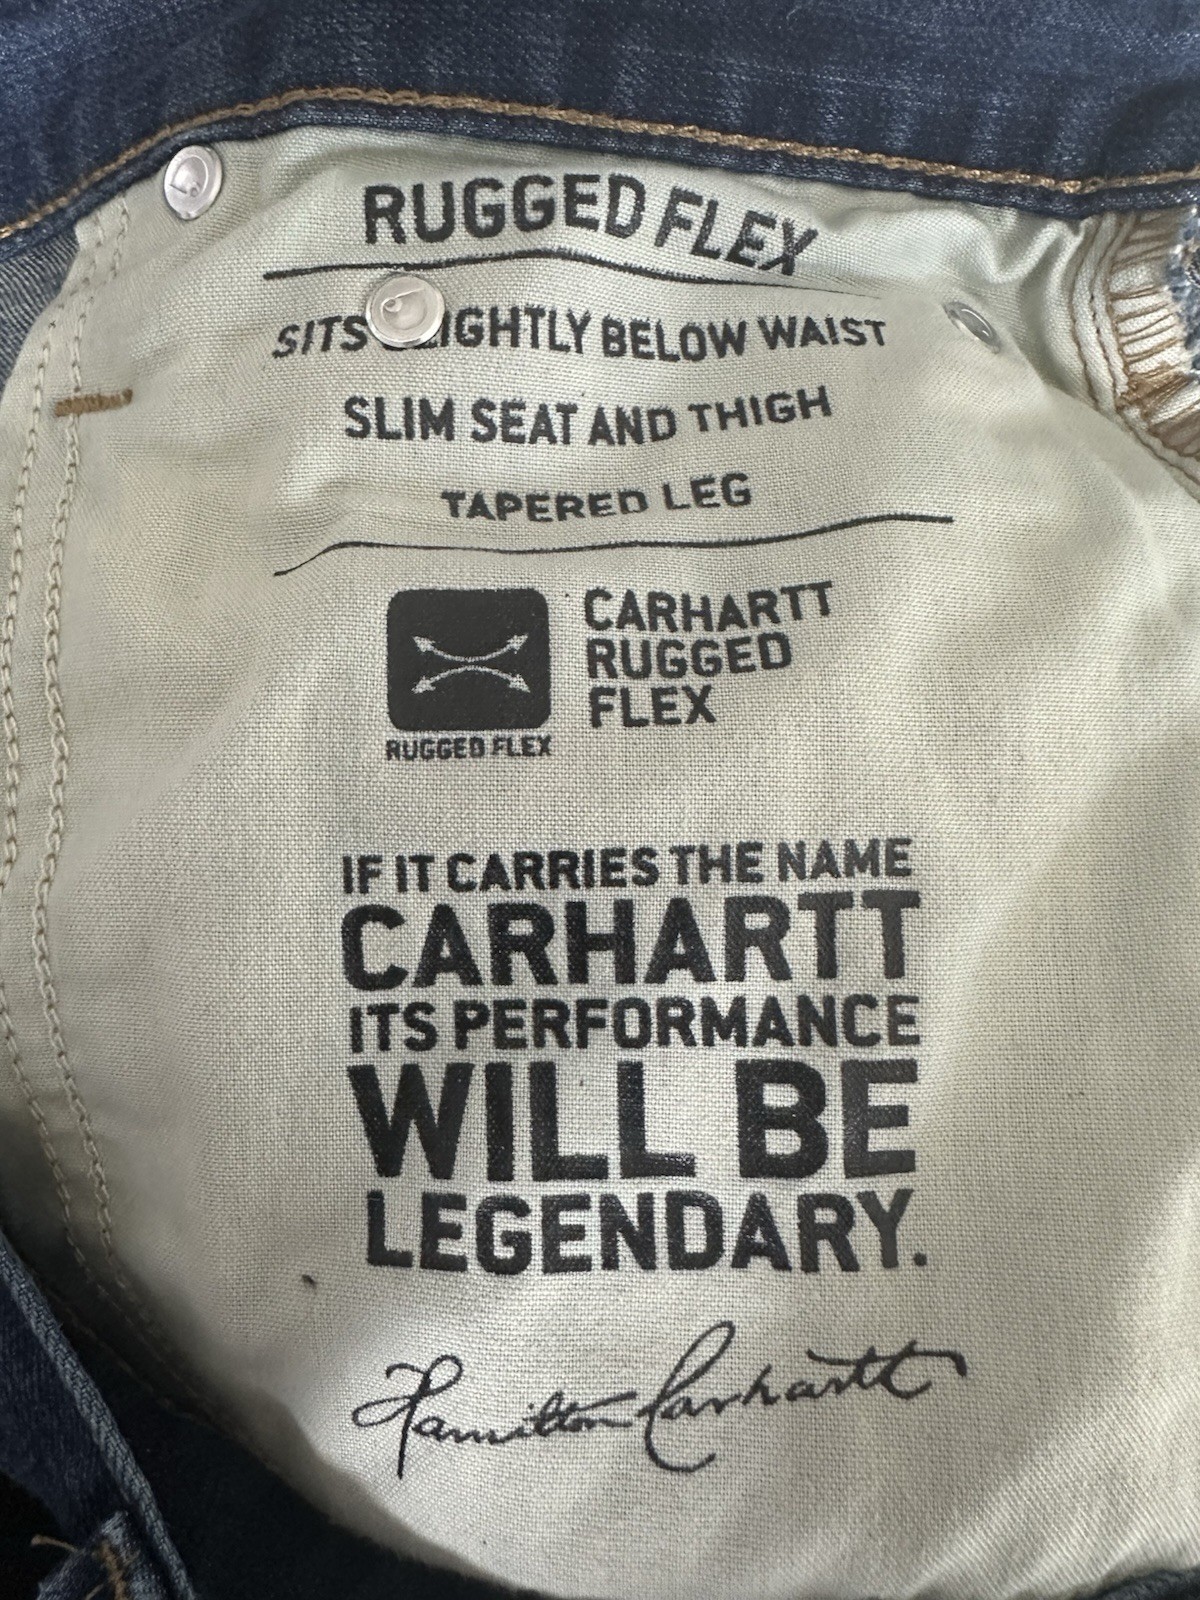 RUGGED FLEX
SITS SLIGHTLY BELOW WAIST
SLIM SEAT AND THIGH
TAPERED LEG
CARHARTT
RUGGED
FLEX
RUGGED FLEX
IF IT CARRIES THE NAME
CARHARTT
ITS PERFORMANCE
WILL BE
LEGENDARY.
Hamilton Carhartt